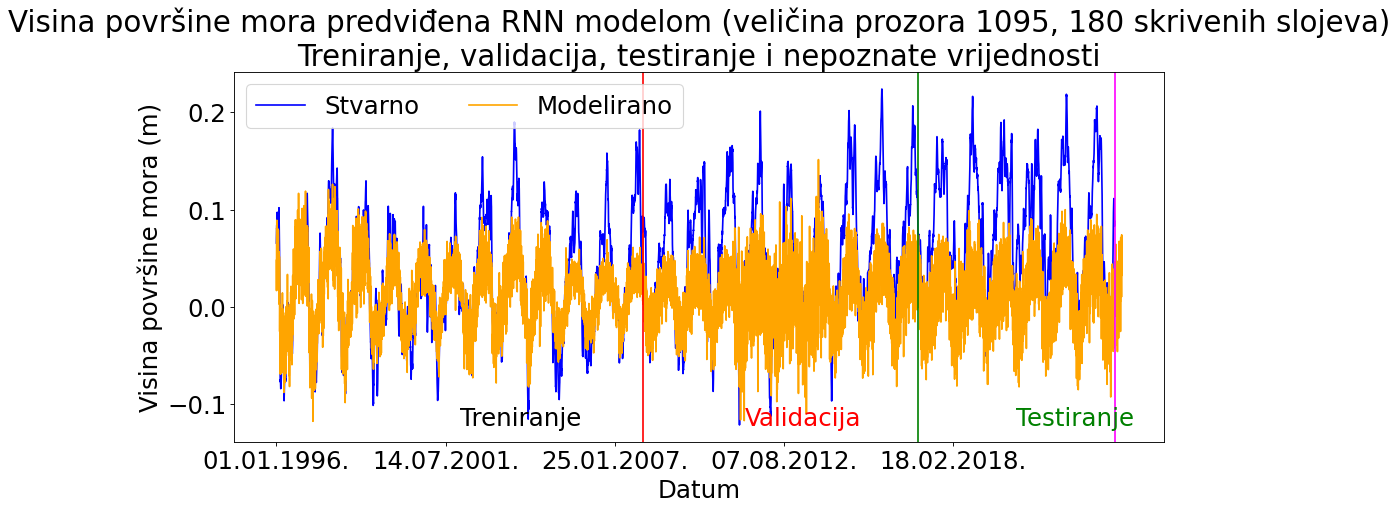 Visina površine mora predviđena RNN modelom (veličina prozora 1095, 180 skrivenih slojeva)
Treniranje, validacija, testiranje i nepoznate vrijednosti
Stvarno Modelirano
Visina površine mora (m)
0.2
0.1
0.0
−0.1
Treniranje Validacija Testiranje
01.01.1996. 14.07.2001. 25.01.2007. 07.08.2012. 18.02.2018.
Datum